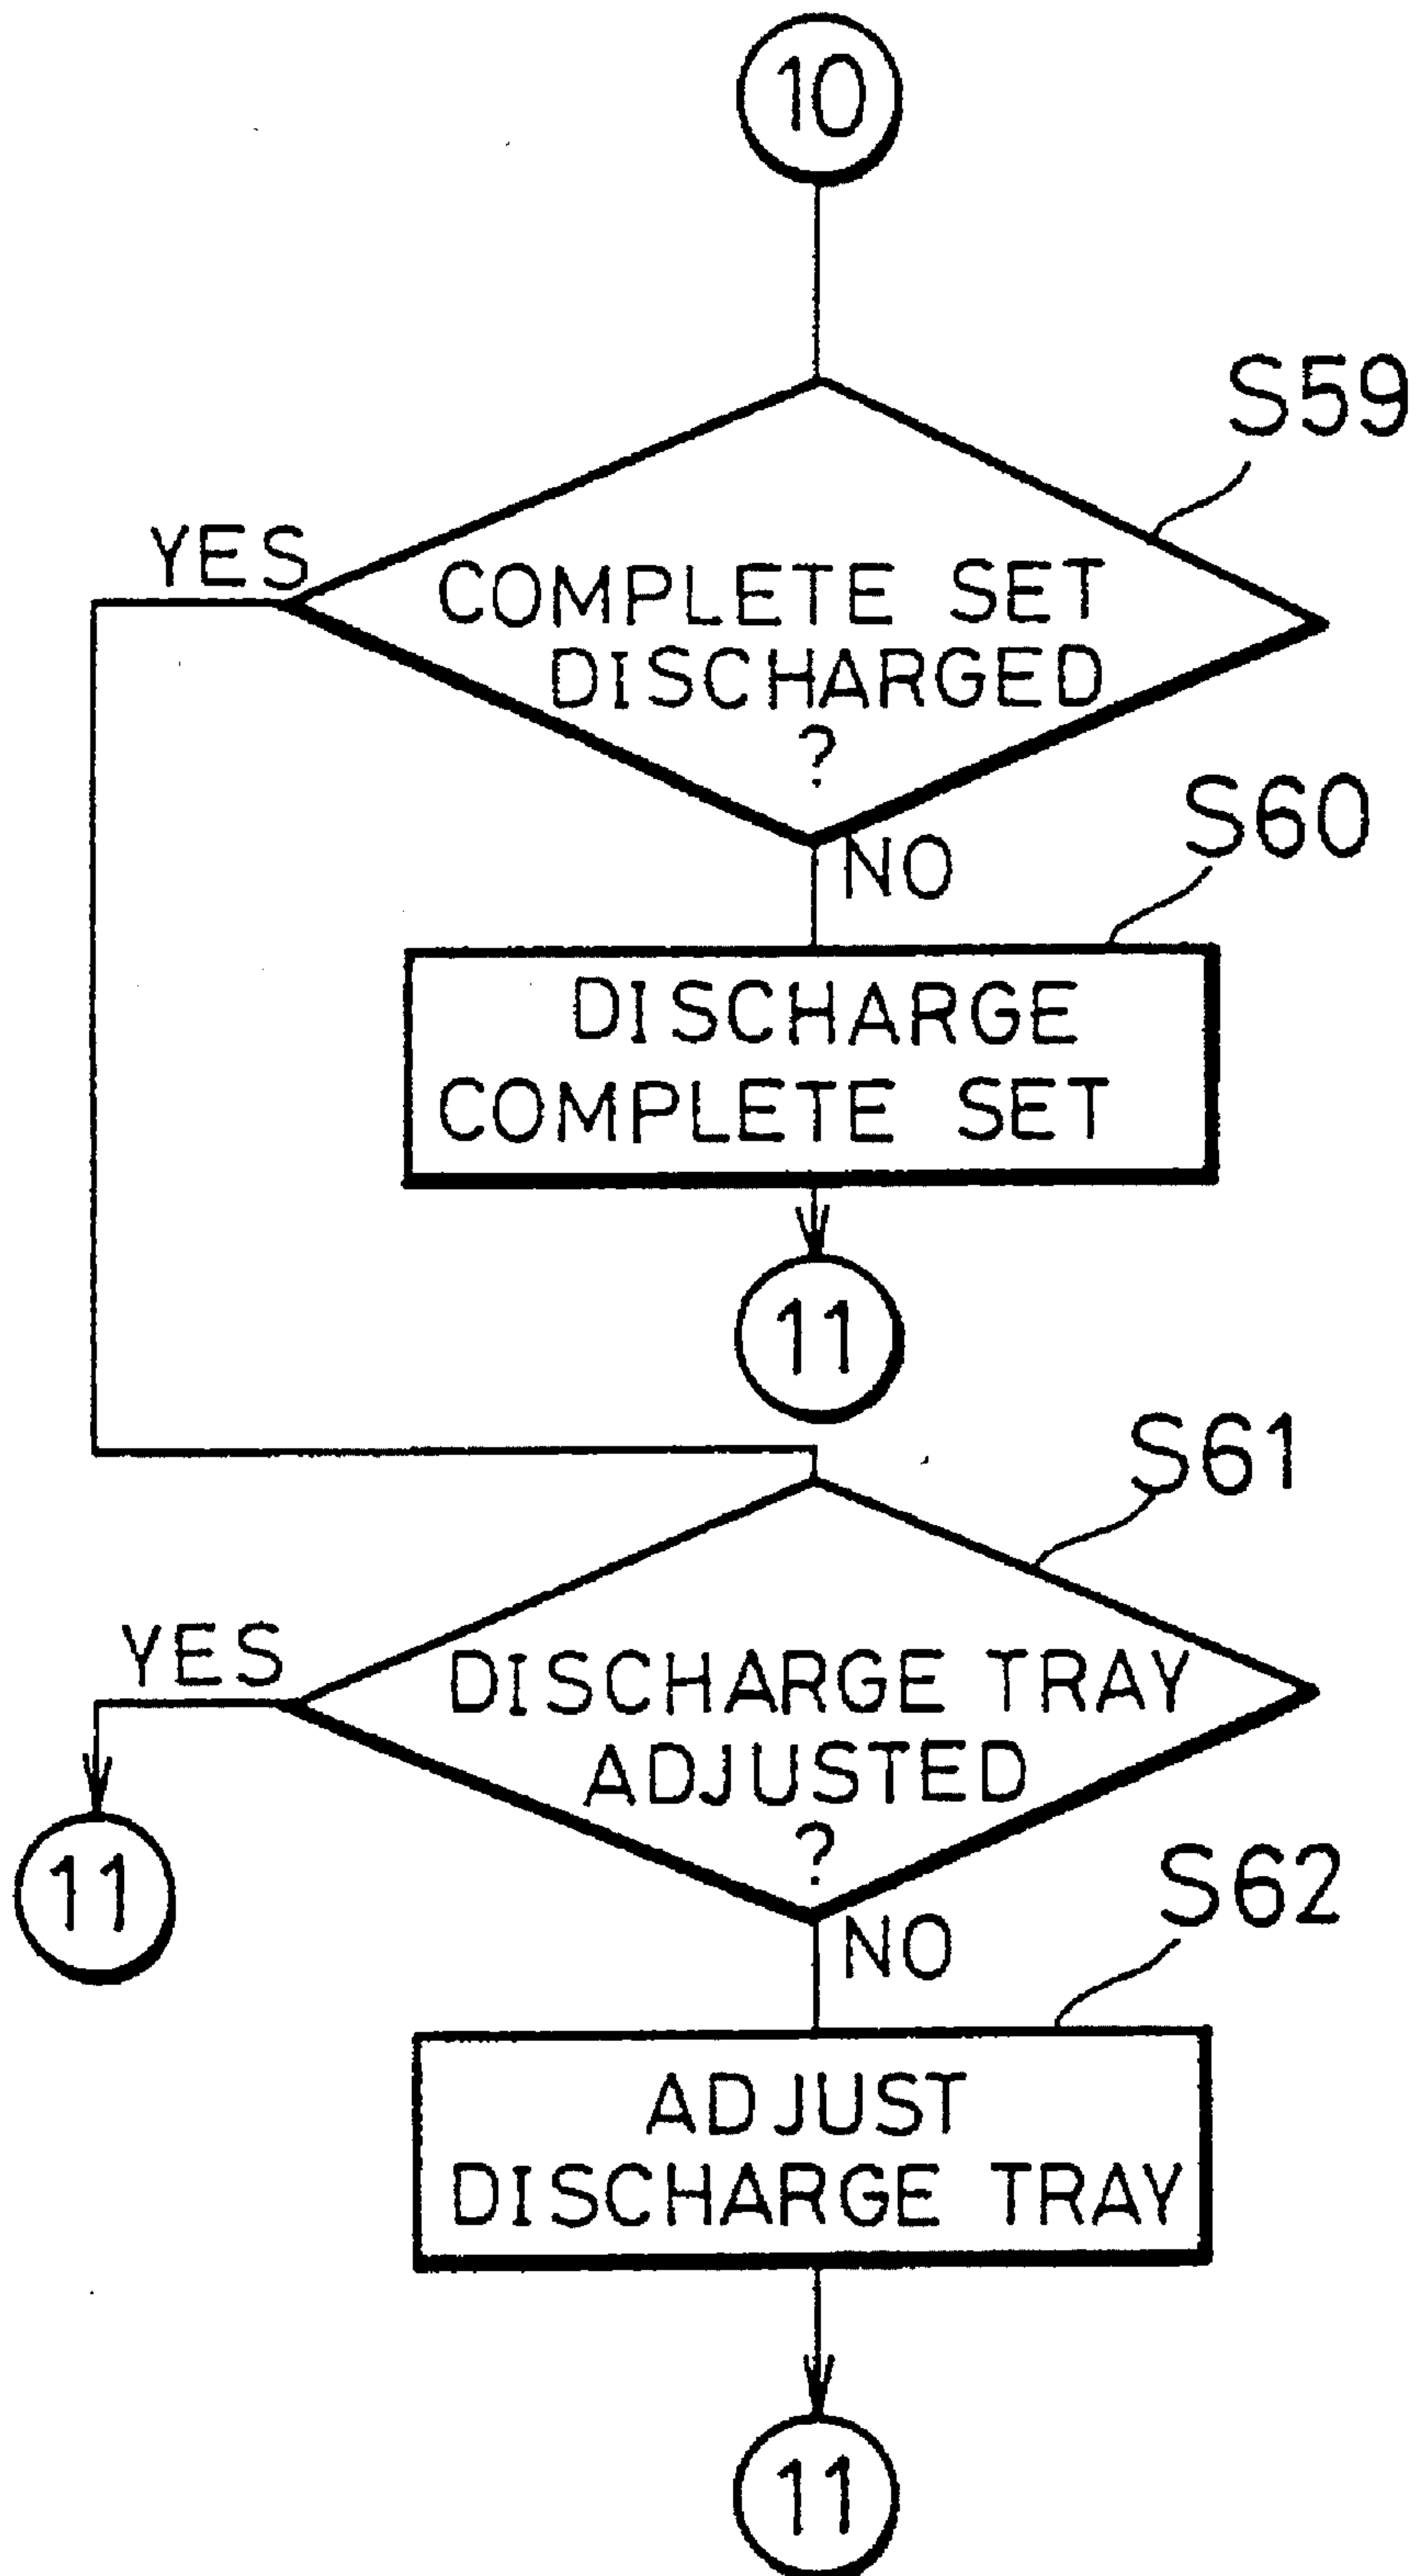 10
S59
YES
COMPLETE SET
DISCHARGED
?
S60
NO
DISCHARGE
COMPLETE SET
11
S61
YES
DISCHARGE TRAY
ADJUSTED
?
11
S62
NO
ADJUST
DISCHARGE TRAY
11